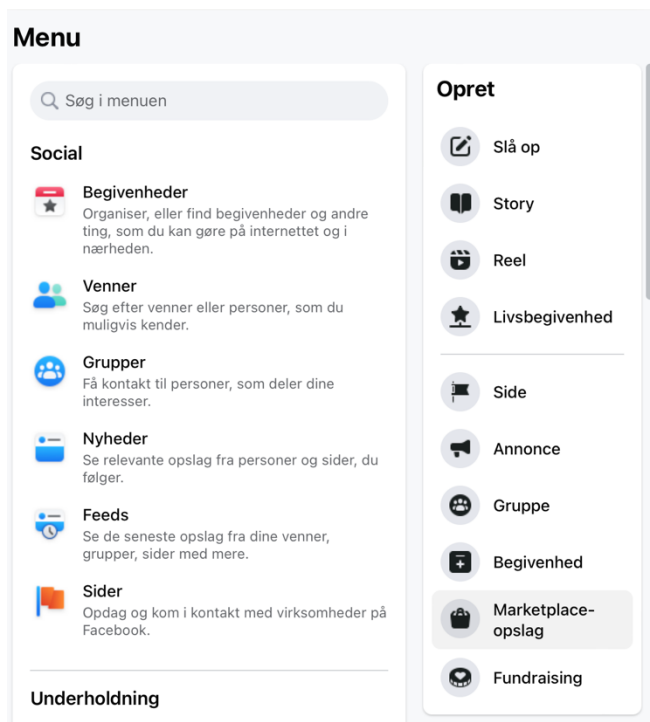 Menu
Søg i menuen
Social
Begivenheder
Organiser, eller find begivenheder og andre
ting, som du kan gøre på internettet og i
nærheden.
Venner
Søg efter venner eller personer, som du
muligvis kender.
Grupper
Få kontakt til personer, som deler dine
interesser.
Nyheder
Se relevante opslag fra personer og sider, du
følger.
Feeds
Se de seneste opslag fra dine venner,
grupper, sider med mere.
Sider
Opdag og kom i kontakt med virksomheder på
Facebook.
Underholdning
Opret
Slå op
Story
Reel
Livsbegivenhed
Side
Annonce
Gruppe
Begivenhed
Marketplace-
opslag
Fundraising